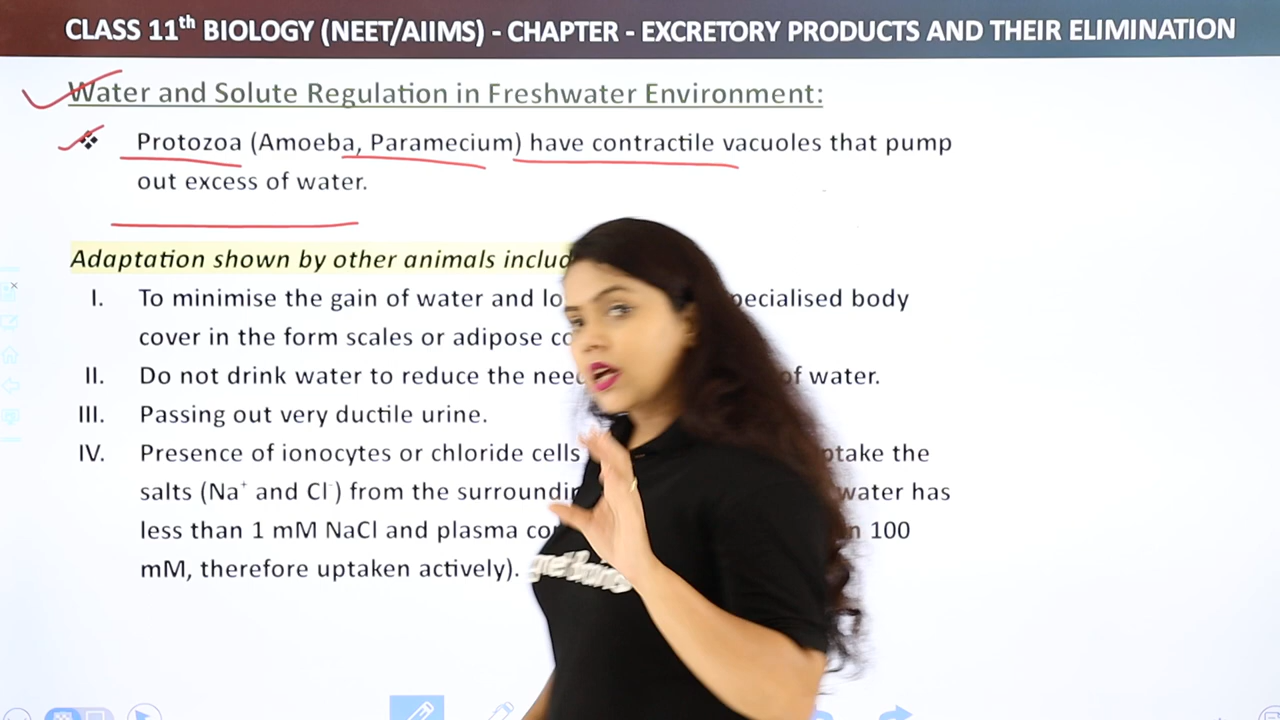 CLASS 11th BIOLOGY (NEET/AIIMS) - CHAPTER - EXCRETORY PRODUCTS AND THEIR ELIMINATION
Water and Solute Regulation in Freshwater Environment:
❖ Protozoa (Amoeba, Paramecium) have contractile vacuoles that pump
out excess of water.
Adaptation shown by other animals includ
I. To minimise the gain of water and lo pecialised body
cover in the form scales or adipose co
II. Do not drink water to reduce the need of water.
III. Passing out very ductile urine.
IV. Presence of ionocytes or chloride cells ptake the
salts (Na+ and Cl-) from the surroundin water has
less than 1 mM NaCl and plasma co n 100
mM, therefore uptaken actively).